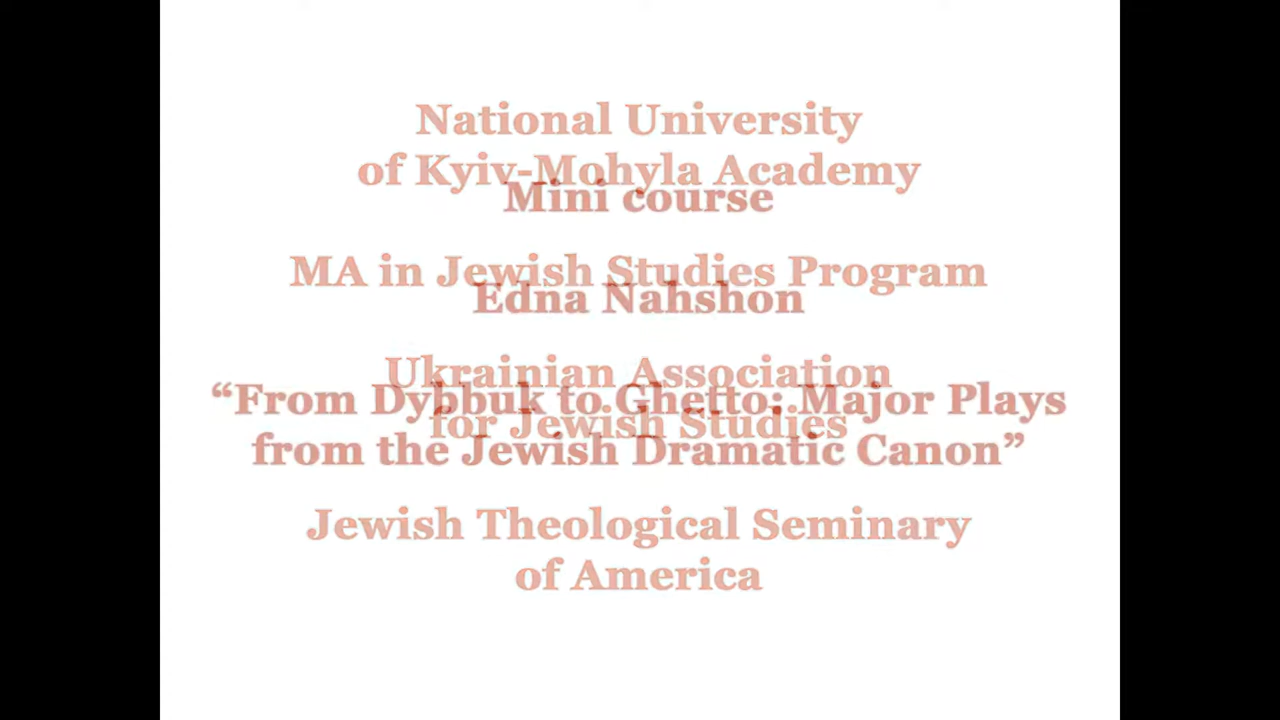 National University
of Kyiv-Mohyla Academy
Mini course
MA in Jewish Studies Program
Edna Nahshon
Ukrainian Association
“From Dybbuk to Ghetto: Major Plays
for Jewish Studies
from the Jewish Dramatic Canon”
Jewish Theological Seminary
of America